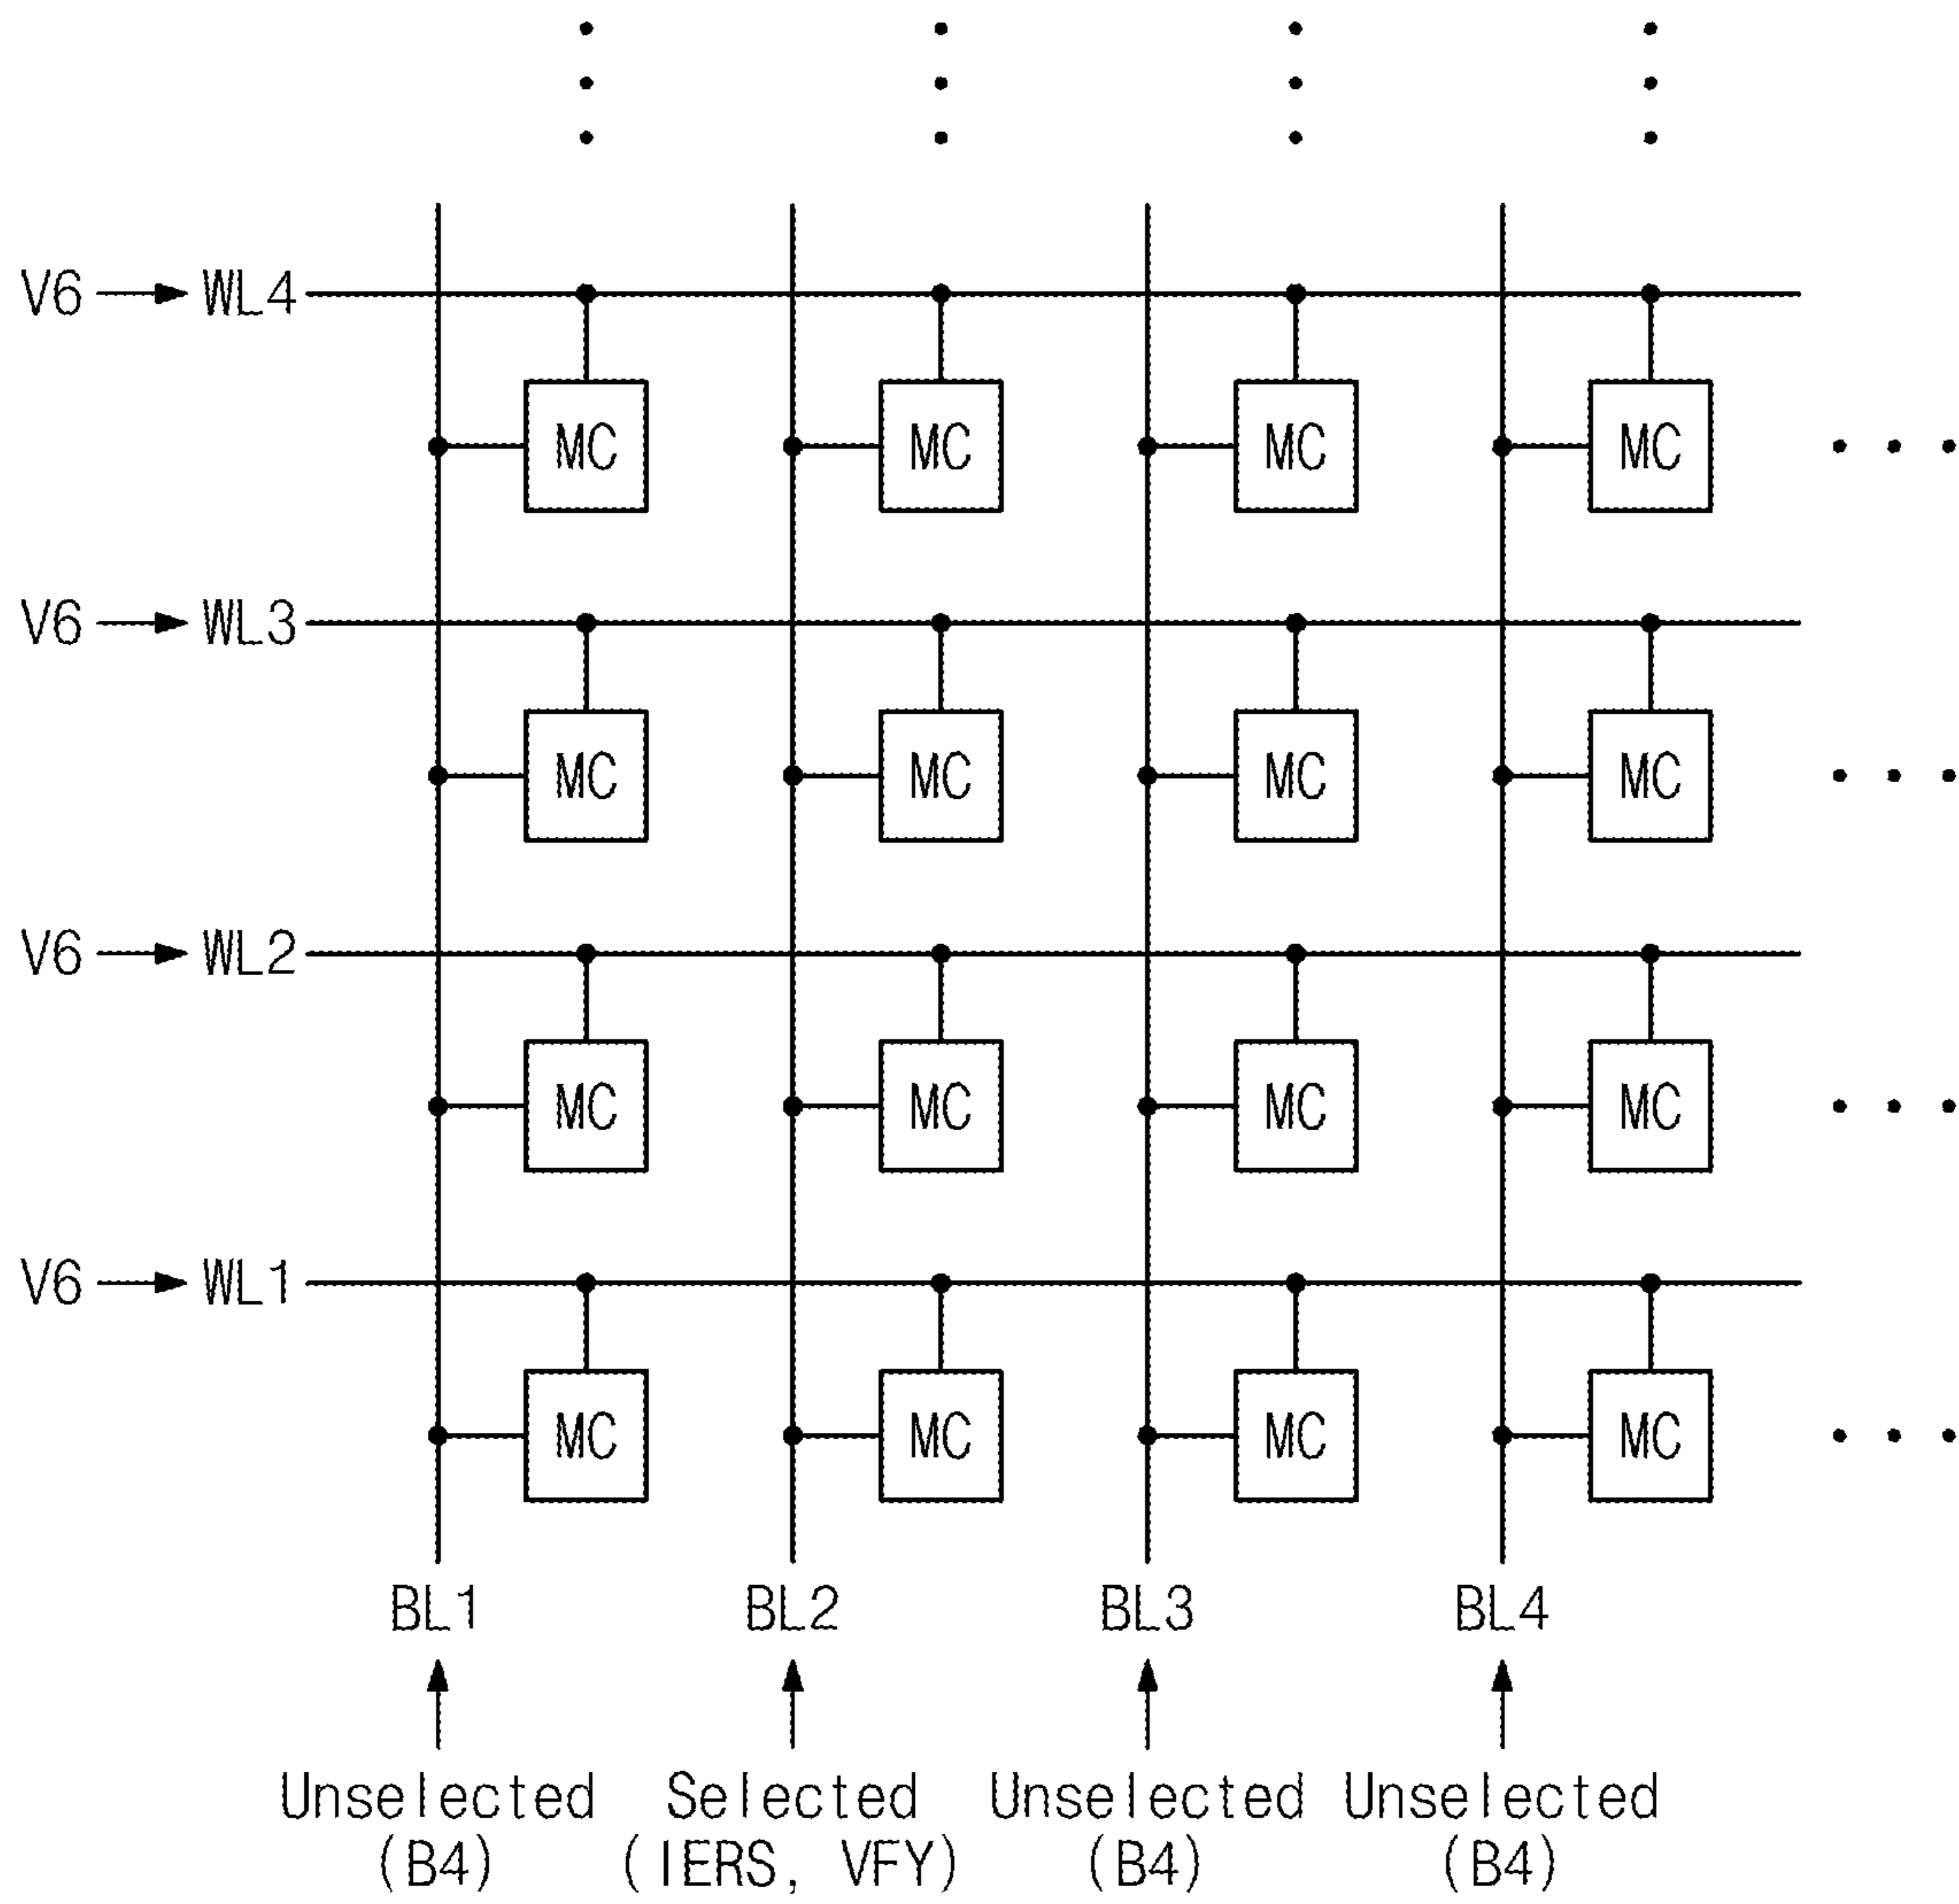 V6 WL4
MC MC MC MC
V6 WL3
MC MC MC MC
V6 WL2
MC MC MC MC
V6 WL1
MC MC MC MC
BL1 BL2 BL3 BL4
Unselected Selected Unselected Unselected
(B4) (IERS, VFY) (B4) (B4)